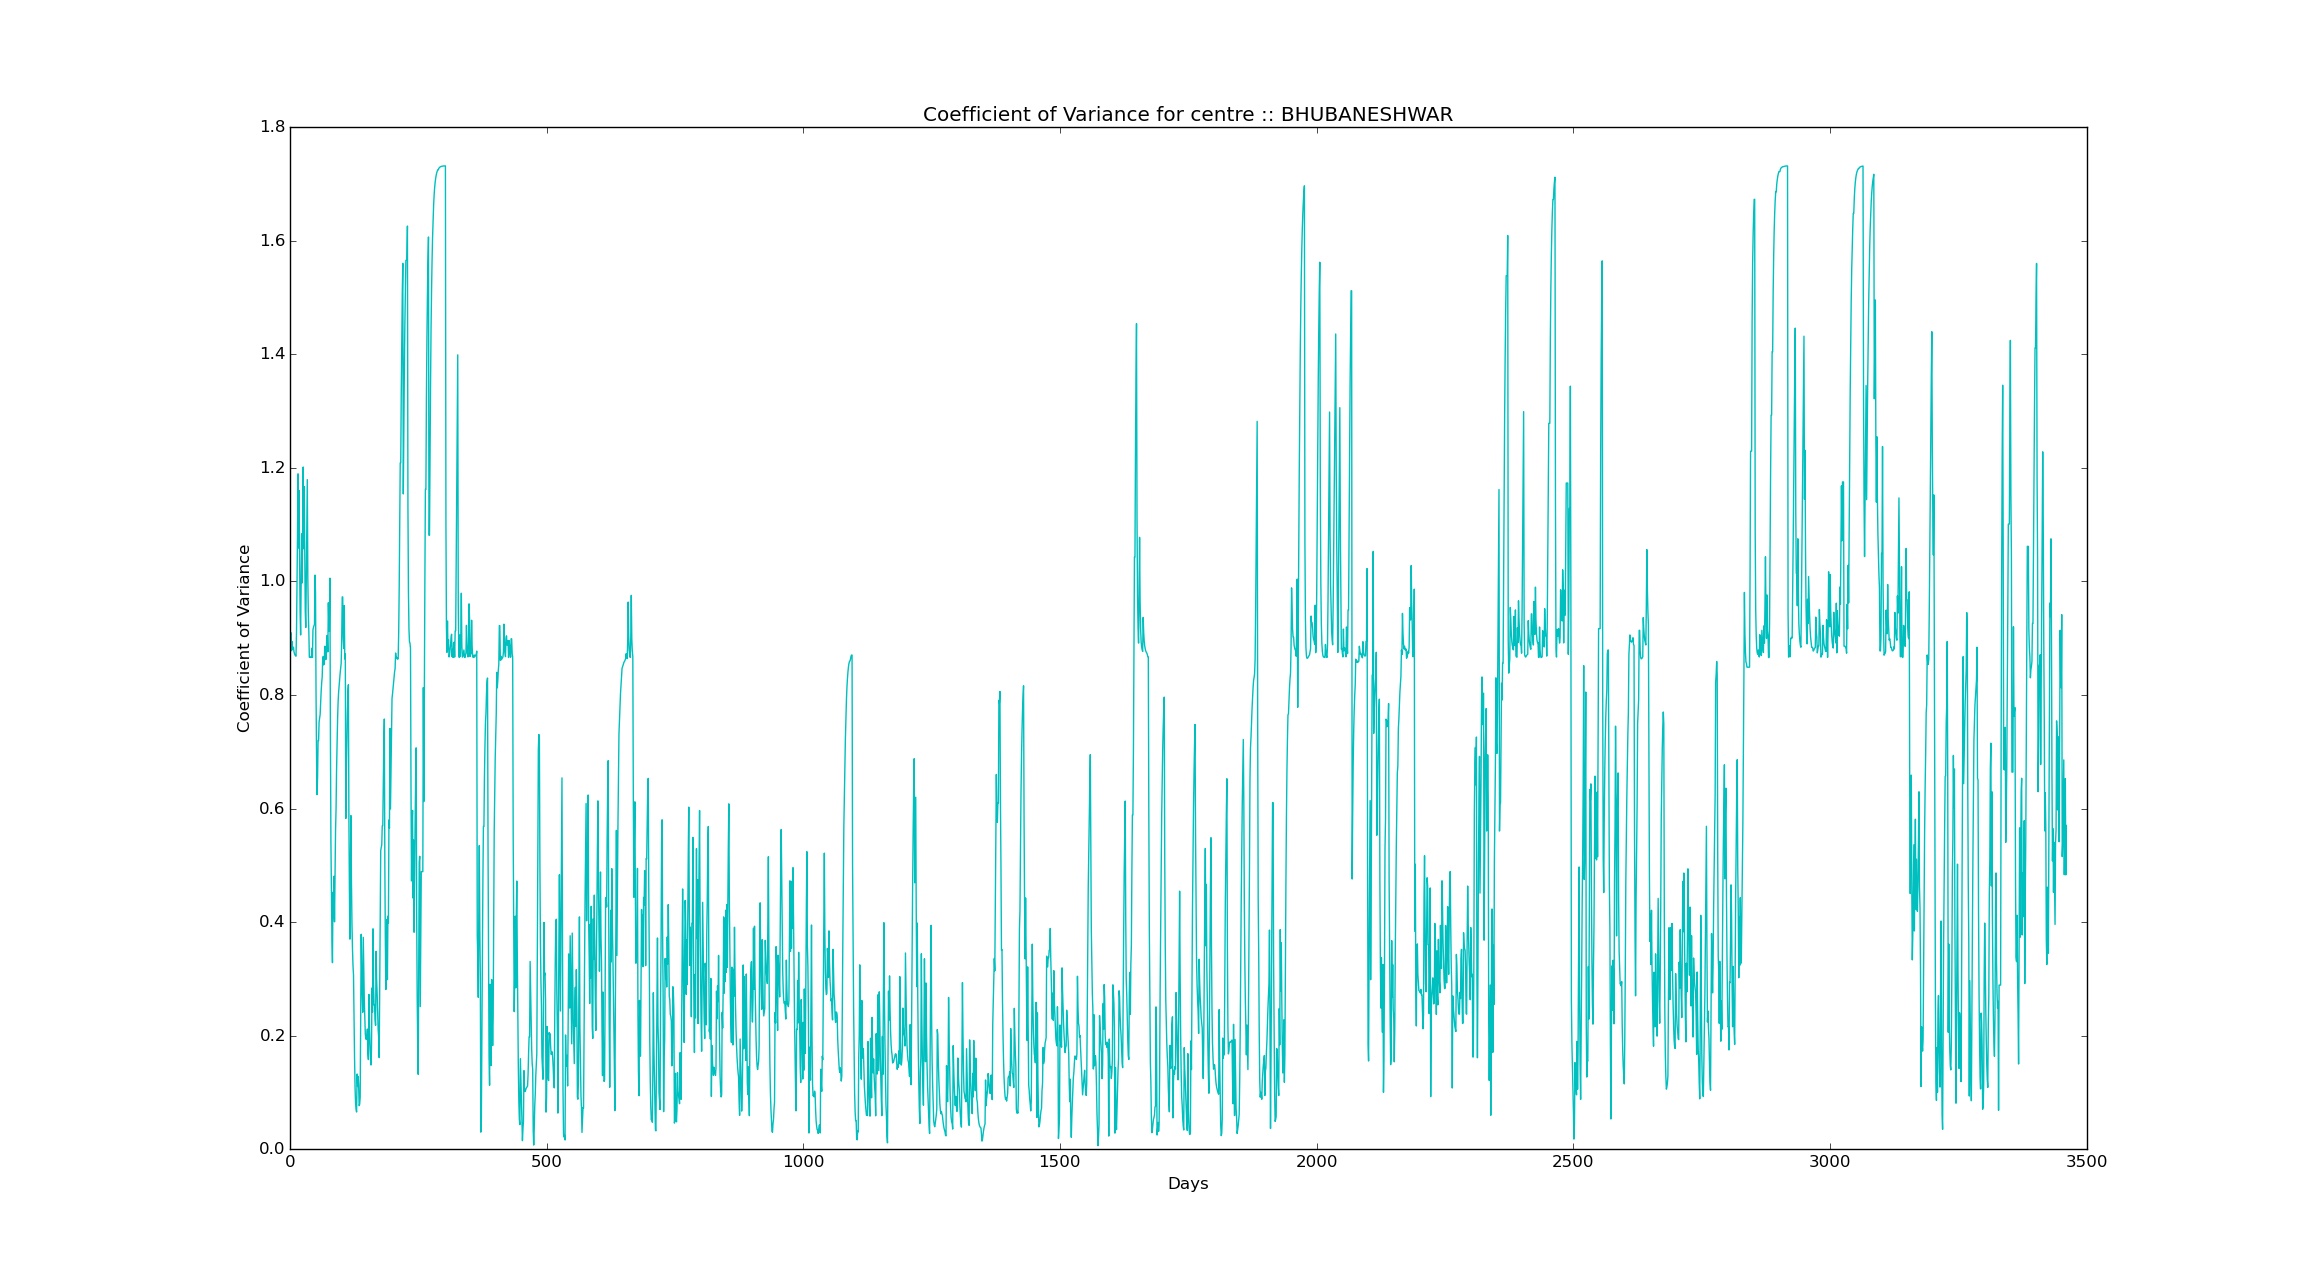 Coefficient of Variance for centre :: BHUBANESHWAR
1.8
1.6
1.4
1.2
1.0
0.8
0.6
0.4
0.2
0.0
Coefficient of Variance
0 500 1000 1500 2000 2500 3000 3500
Days